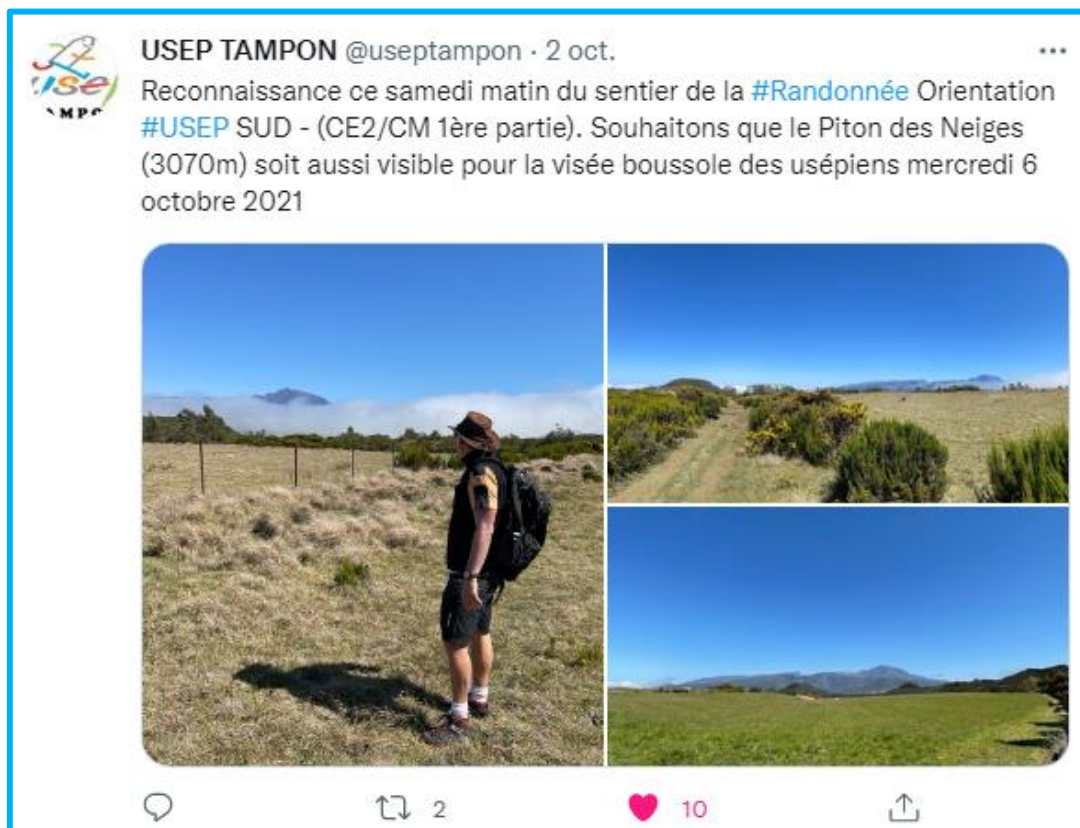 USEP TAMPON @useptampon · 2 oct.
Reconnaissance ce samedi matin du sentier de la #Randonnée Orientation
#USEP SUD - (CE2/CM 1ère partie). Souhaitons que le Piton des Neiges
(3070m) soit aussi visible pour la visée boussole des usépiens mercredi 6
octobre 2021
2
10